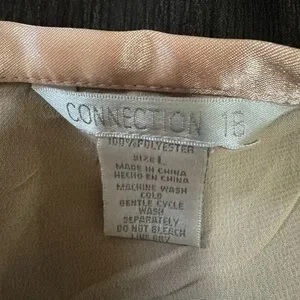 CONNECTION 18
100% POLYESTER
SIZE L
MADE IN CHINA
HECHO EN CHINA
MACHINE WASH
COLD
GENTLE CYCLE
WASH
SEPARATELY
DO NOT BLEACH
LINE DRY